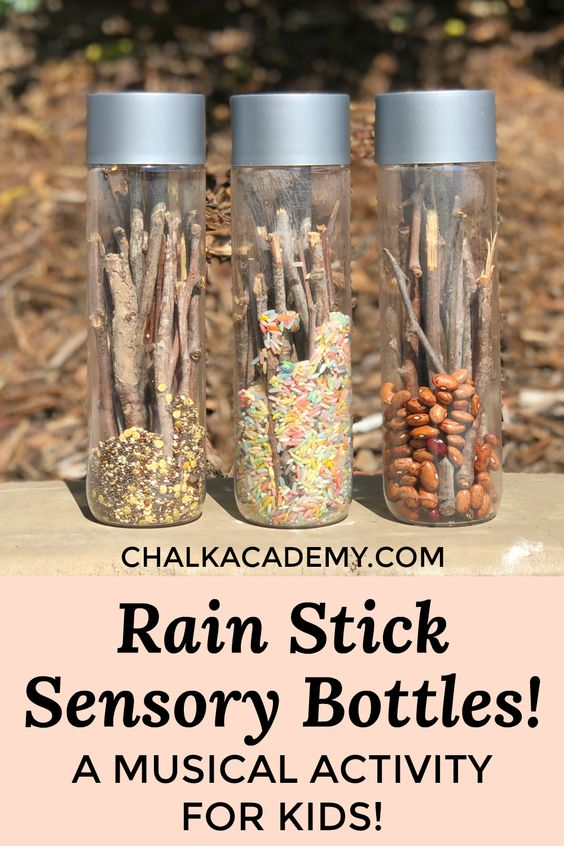 CHALKACADEMY.COM
Rain Stick
Sensory Bottles!
A MUSICAL ACTIVITY
FOR KIDS!